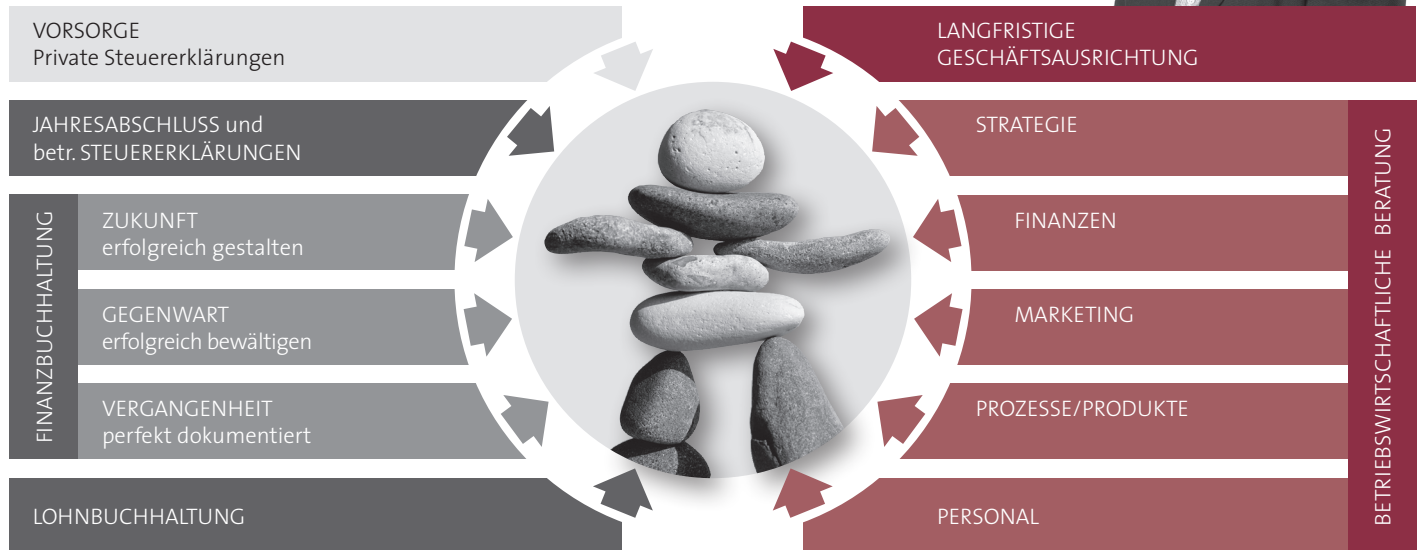 VORSORGE
Private Steuererklärungen
JAHRESABSCHLUSS und
betr. STEUERERKLÄRUNGEN
FINANZBUCHHALTUNG
ZUKUNFT
erfolgreich gestalten
GEGENWART
erfolgreich bewältigen
VERGANGENHEIT
perfekt dokumentiert
LOHNBUCHHALTUNG
LANGFRISTIGE
GESCHÄFTSAUSRICHTUNG
STRATEGIE
FINANZEN
MARKETING
PROZESSE/PRODUKTE
PERSONAL
BETRIEBSWIRTSCHAFTLICHE BERATUNG